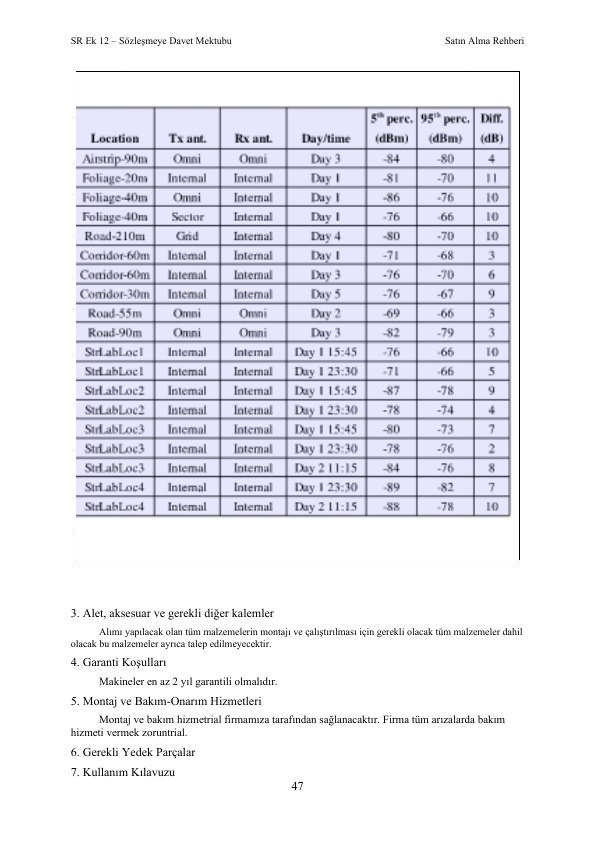 SR Ek 12 – Sözleşmeye Davet Mektubu Satın Alma Rehberi
Location Tx ant. Rx ant. Day/time 5th perc. (dBm) 95th perc. (dBm) Diff. (dB)
Airstrip-90m Omni Omni Day 3 -84 -80 4
Foliage-20m Internal Internal Day 1 -81 -70 11
Foliage-40m Omni Internal Day 1 -86 -76 10
Foliage-40m Sector Internal Day 1 -76 -66 10
Road-210m Grid Internal Day 4 -80 -70 10
Corridor-60m Internal Internal Day 1 -71 -68 3
Corridor-60m Internal Internal Day 3 -76 -70 6
Corridor-30m Internal Internal Day 5 -76 -67 9
Road-55m Omni Omni Day 2 -69 -66 3
Road-90m Omni Omni Day 3 -82 -79 3
StrLabLoc1 Internal Internal Day 1 15:45 -76 -66 10
StrLabLoc1 Internal Internal Day 1 23:30 -71 -66 5
StrLabLoc2 Internal Internal Day 1 15:45 -87 -78 9
StrLabLoc2 Internal Internal Day 1 23:30 -78 -74 4
StrLabLoc3 Internal Internal Day 1 15:45 -80 -73 7
StrLabLoc3 Internal Internal Day 1 23:30 -78 -76 2
StrLabLoc3 Internal Internal Day 2 11:15 -84 -76 8
StrLabLoc4 Internal Internal Day 1 23:30 -89 -82 7
StrLabLoc4 Internal Internal Day 2 11:15 -88 -78 10
3. Alet, aksesuar ve gerekli diğer kalemler
Alımı yapılacak olan tüm malzemelerin montajı ve çalıştırılması için gerekli olacak tüm malzemeler dahil
olacak bu malzemeler ayrıca talep edilmeyecektir.
4. Garanti Koşulları
Makineler en az 2 yıl garantili olmalıdır.
5. Montaj ve Bakım-Onarım Hizmetleri
Montaj ve bakım hizmetrial firmamıza tarafından sağlanacaktır. Firma tüm arızalarda bakım
hizmeti vermek zoruntrial.
6. Gerekli Yedek Parçalar
7. Kullanım Kılavuzu
47